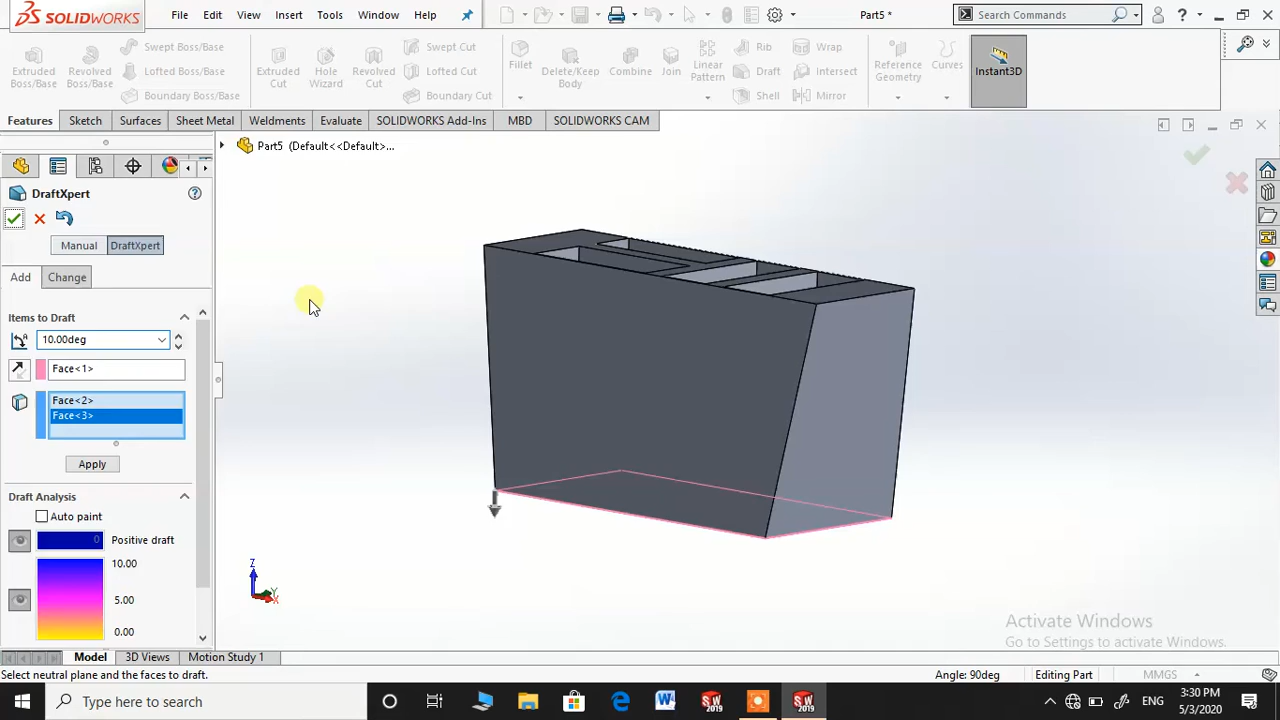 SOLIDWORKS File Edit View Insert Tools Window Help Part5 * Search Commands ?
Extruded Boss/Base
Revolved Boss/Base
Swept Boss/Base
Lofted Boss/Base
Boundary Boss/Base
Extruded Cut
Hole Wizard
Revolved Cut
Swept Cut
Lofted Cut
Boundary Cut
Fillet
Delete/Keep Body
Combine
Join
Linear Pattern
Rib
Draft
Shell
Wrap
Intersect
Mirror
Reference Geometry
Curves
Instant3D
Features Sketch Surfaces Sheet Metal Weldments Evaluate SOLIDWORKS Add-Ins MBD SOLIDWORKS CAM
Part5 (Default<<Default>...
DraftXpert ?
Manual DraftXpert
Add Change
Items to Draft
10.00deg
Face<1>
Face<2>
Face<3>
Apply
Draft Analysis
Auto paint
0 Positive draft
10.00
5.00
0.00
Z
Y
X
Activate Windows
Go to Settings to activate Windows.
Model 3D Views Motion Study 1
Select neutral plane and the faces to draft. Angle: 90deg Editing Part MMGS
Type here to search
SW 2019
SW 2019
ENG
3:30 PM
5/3/2020